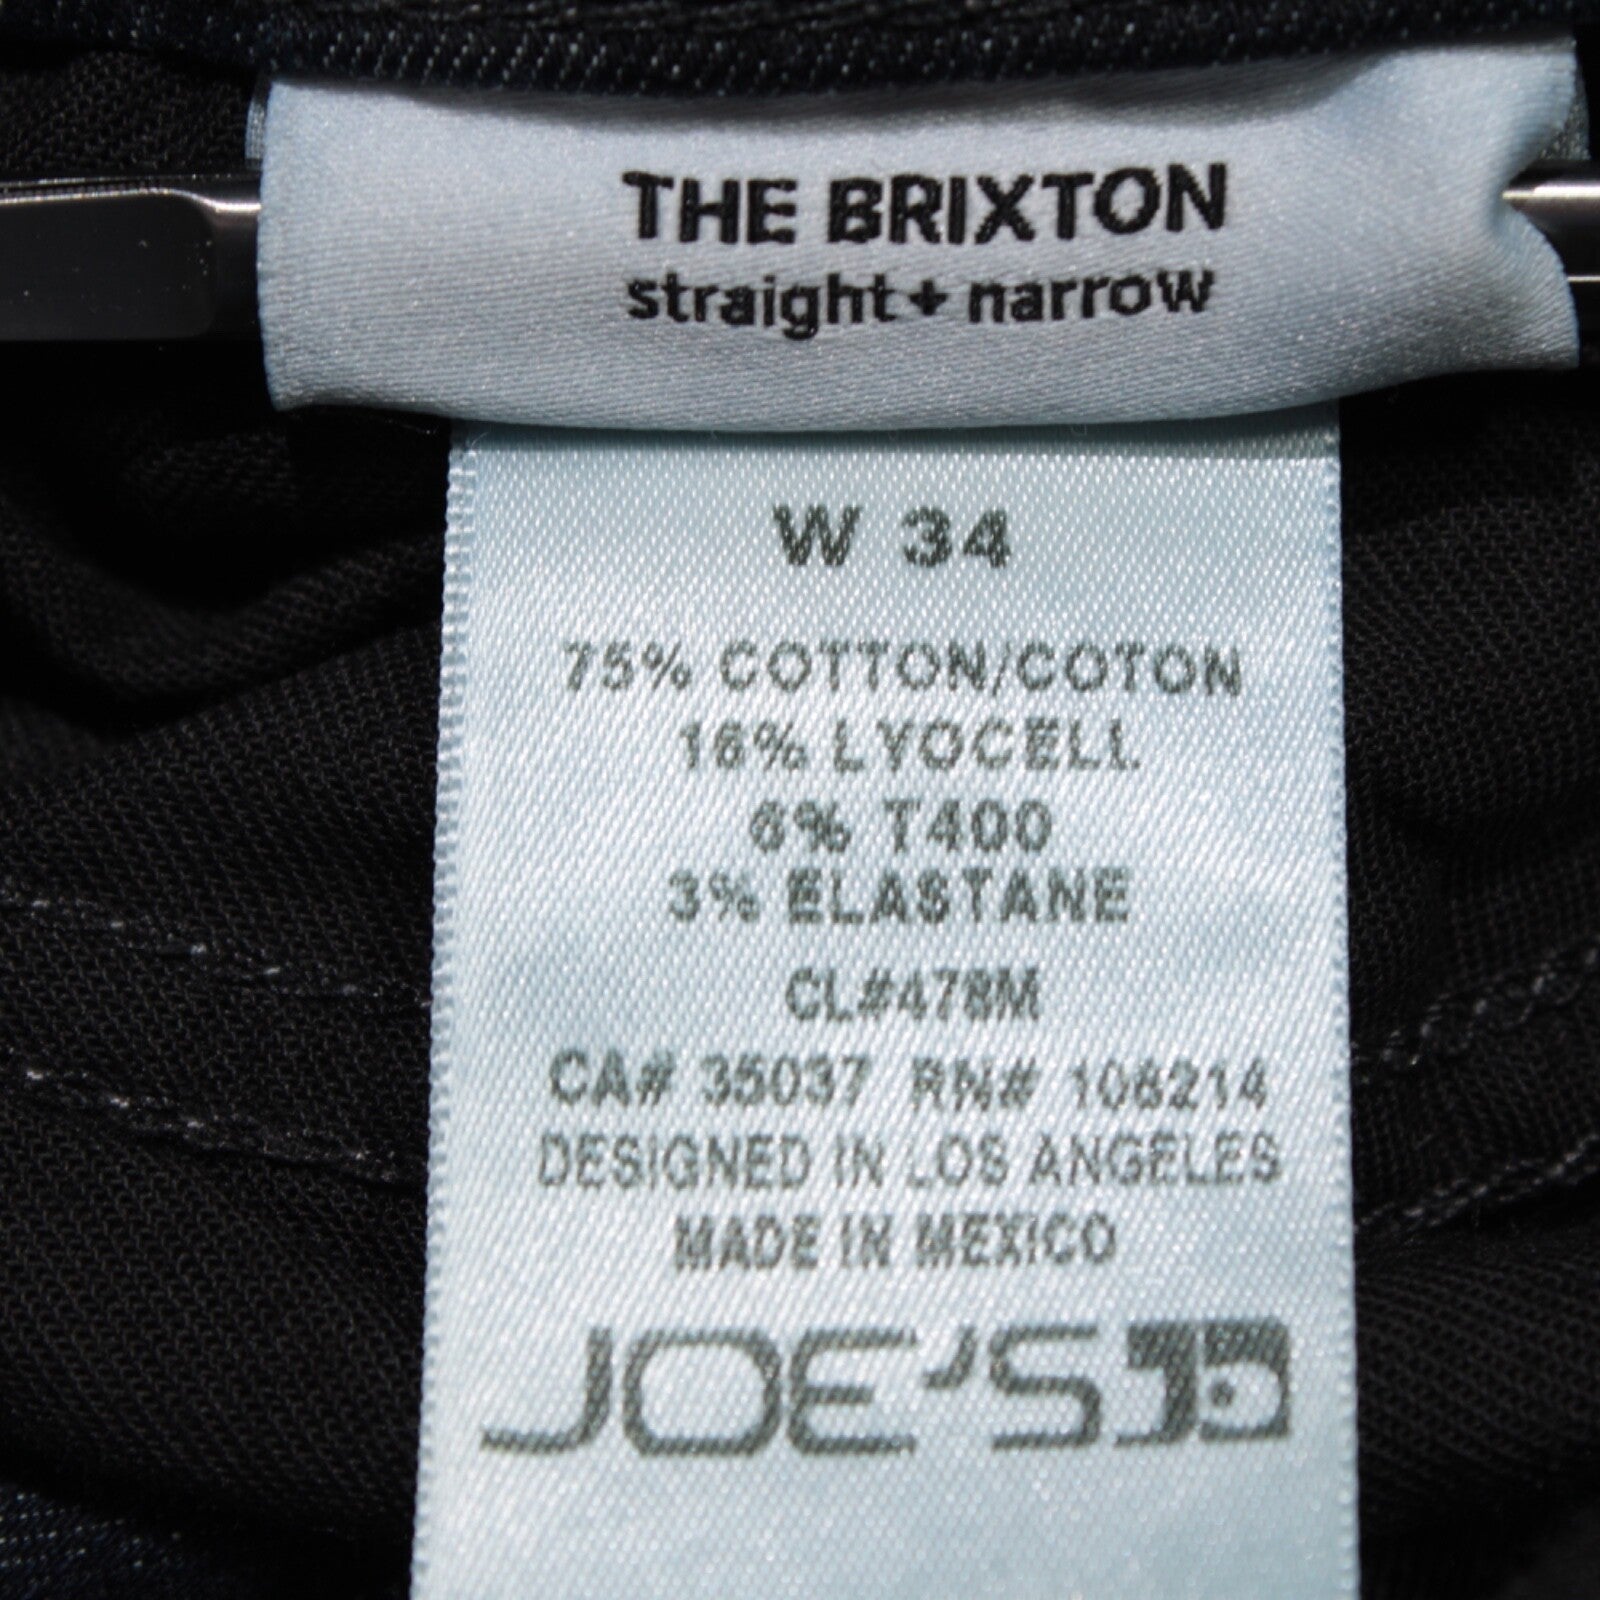 THE BRIXTON
straight + narrow
W 34
75% COTTON/COTON
16% LYOCELL
6% T400
3% ELASTANE
CL#478M
CA# 35037 RN# 106214
DESIGNED IN LOS ANGELES
MADE IN MEXICO
JOE'S